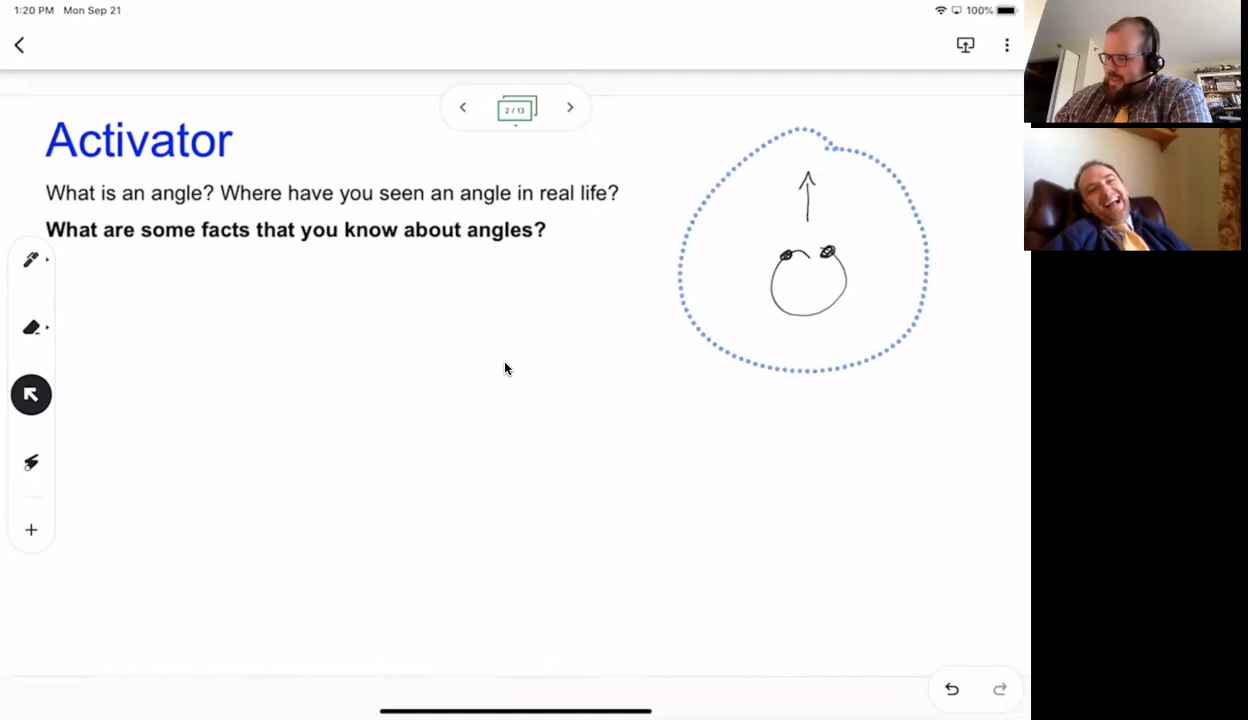 1:20 PM Mon Sep 21
100%
2 / 13
Activator
What is an angle? Where have you seen an angle in real life?
What are some facts that you know about angles?